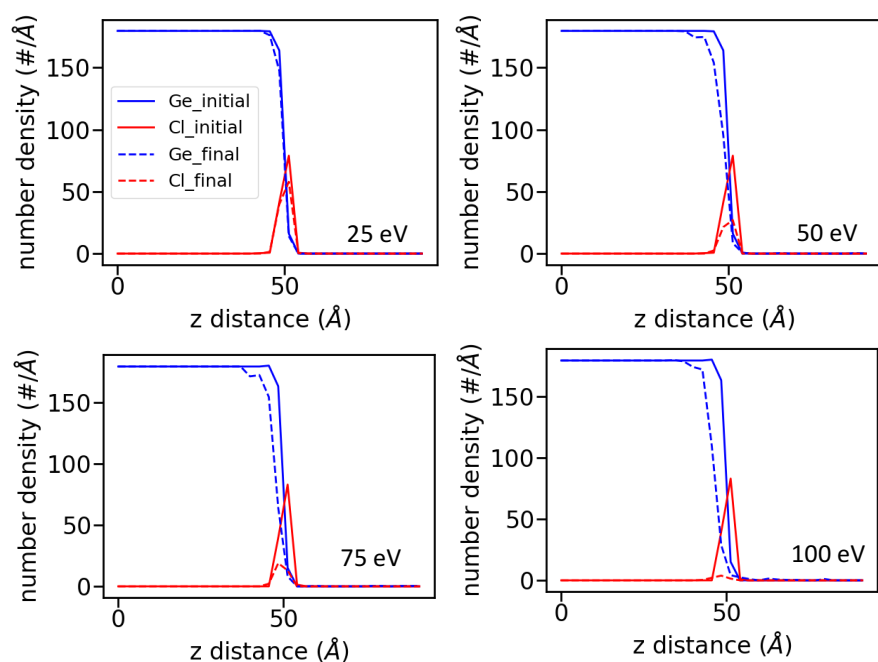 number density (#/Å)
150
100
50
0
Ge_initial
Cl_initial
Ge_final
Cl_final
25 eV
0
50
z distance (Å)
number density (#/Å)
150
100
50
0
50 eV
0
50
z distance (Å)
number density (#/Å)
150
100
50
0
75 eV
0
50
z distance (Å)
number density (#/Å)
150
100
50
0
100 eV
0
50
z distance (Å)